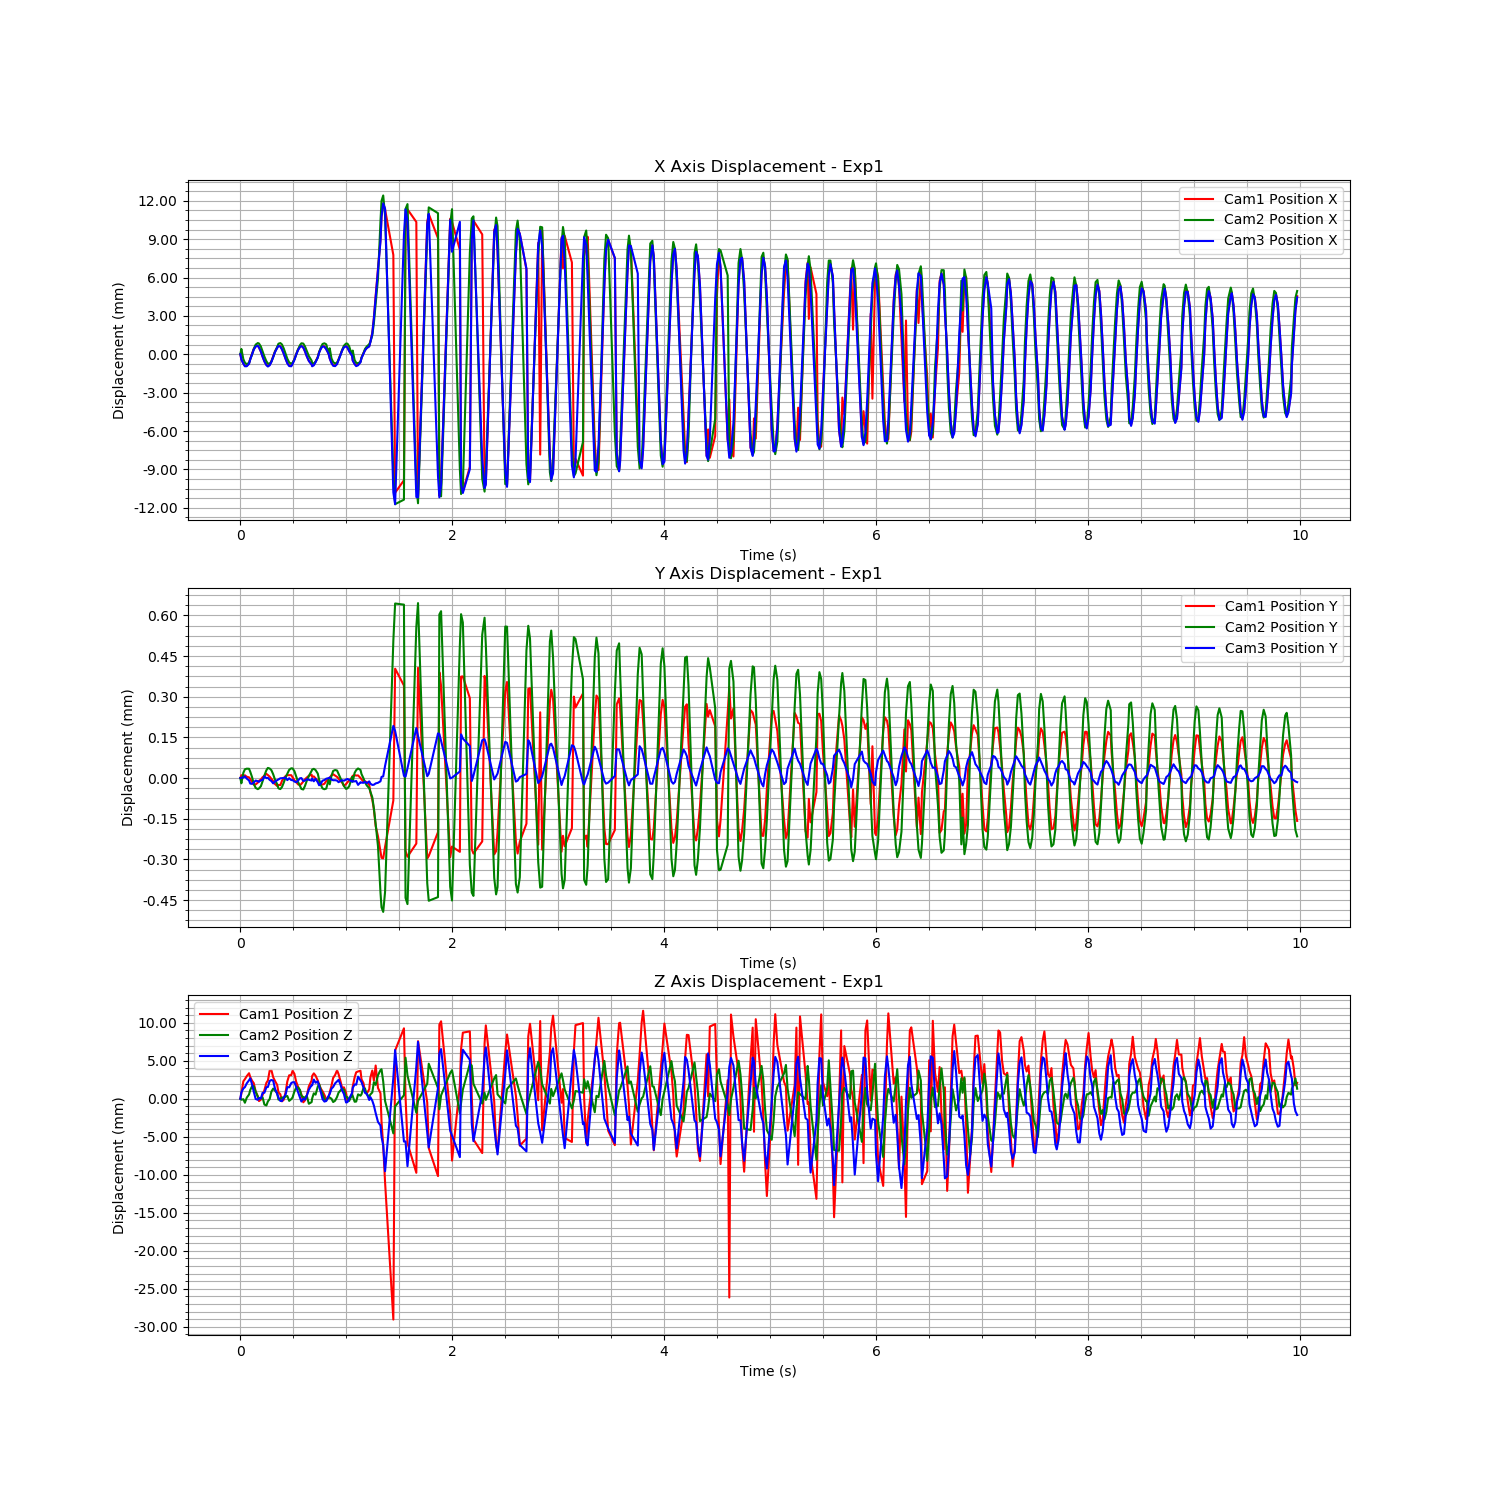 X Axis Displacement - Exp1
12.00
9.00
6.00
3.00
0.00
-3.00
-6.00
-9.00
-12.00
Displacement (mm)
Cam1 Position X
Cam2 Position X
Cam3 Position X
0 2 4 6 8 10
Time (s)
Y Axis Displacement - Exp1
0.60
0.45
0.30
0.15
0.00
-0.15
-0.30
-0.45
Displacement (mm)
Cam1 Position Y
Cam2 Position Y
Cam3 Position Y
0 2 4 6 8 10
Time (s)
Z Axis Displacement - Exp1
10.00
5.00
0.00
-5.00
-10.00
-15.00
-20.00
-25.00
-30.00
Displacement (mm)
Cam1 Position Z
Cam2 Position Z
Cam3 Position Z
0 2 4 6 8 10
Time (s)